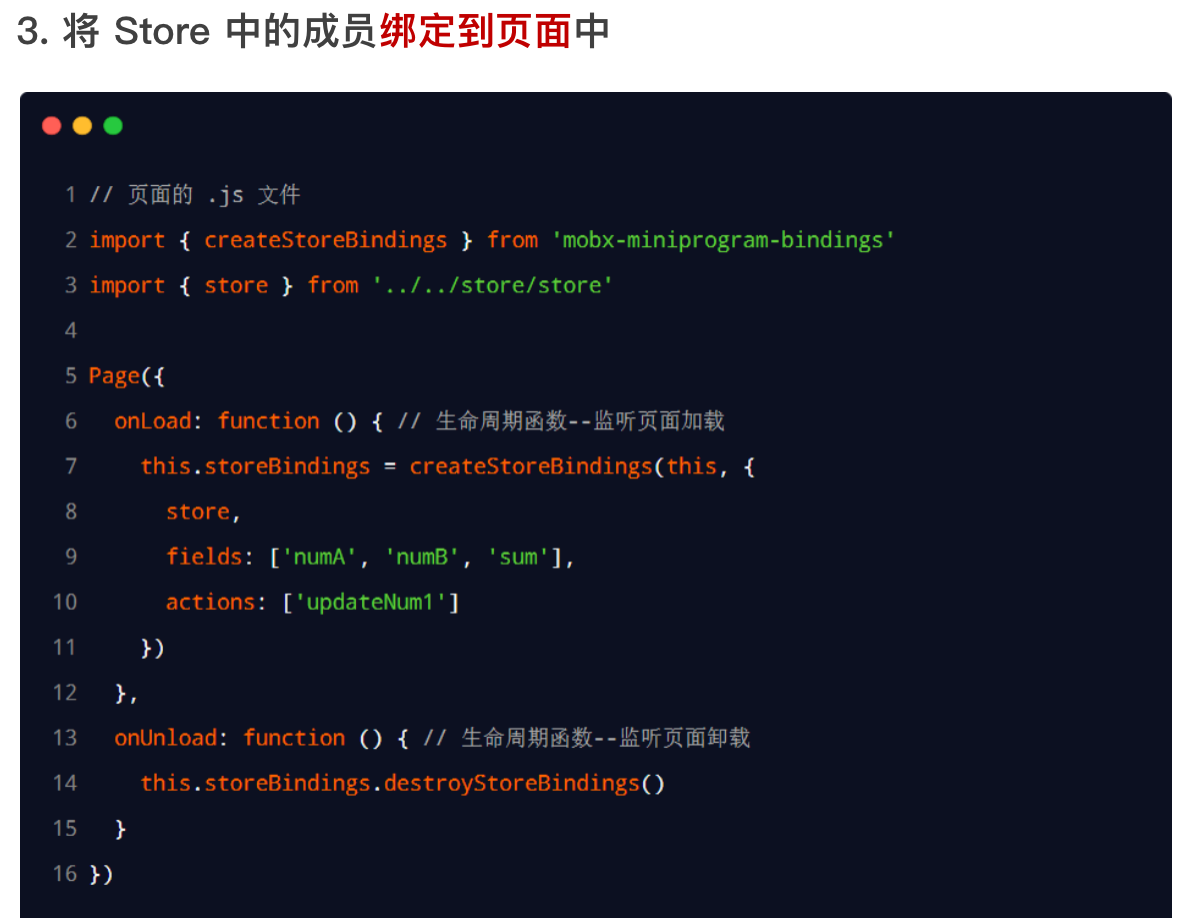 3. 将 Store 中的成员绑定到页面中
1 // 页面的 .js 文件
2 import { createStoreBindings } from 'mobx-miniprogram-bindings'
3 import { store } from '../../store/store'
4
5 Page({
6   onLoad: function () { // 生命周期函数--监听页面加载
7     this.storeBindings = createStoreBindings(this, {
8       store,
9       fields: ['numA', 'numB', 'sum'],
10       actions: ['updateNum1']
11     })
12   },
13   onUnload: function () { // 生命周期函数--监听页面卸载
14     this.storeBindings.destroyStoreBindings()
15   }
16 })